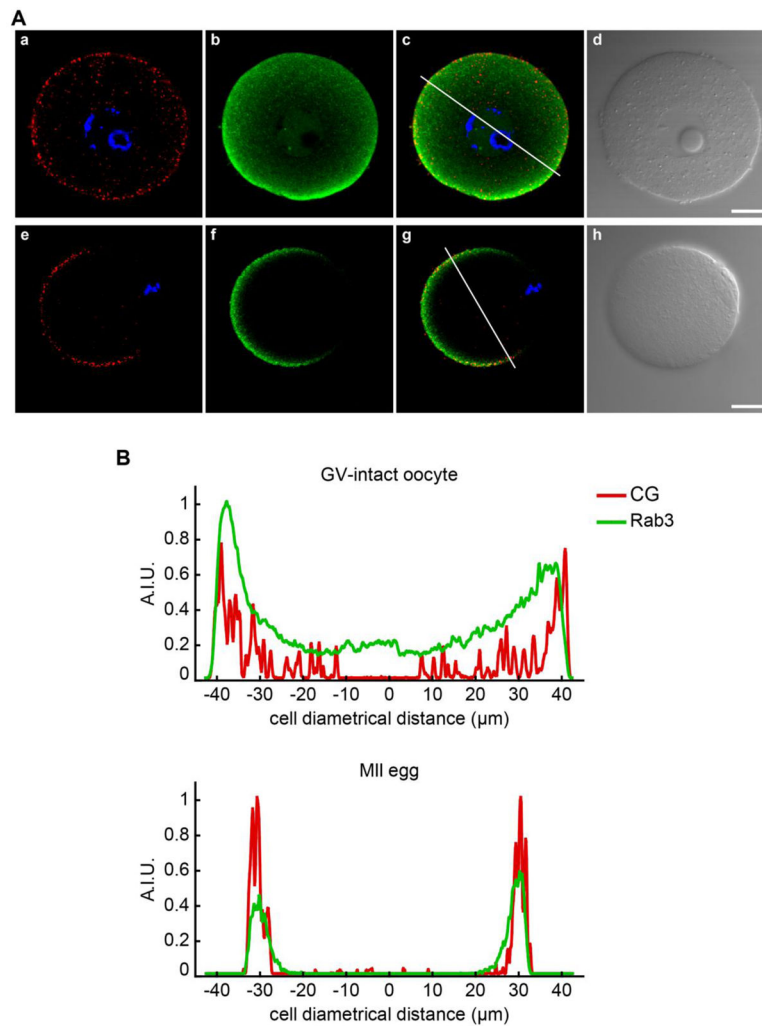 A
a b c d
e f g h
B
GV-intact oocyte
CG
Rab3
A.I.U.
1
0.8
0.6
0.4
0.2
0
-40 -30 -20 -10 0 10 20 30 40
cell diametrical distance (µm)
MII egg
A.I.U.
1
0.8
0.6
0.4
0.2
0
-40 -30 -20 -10 0 10 20 30 40
cell diametrical distance (µm)